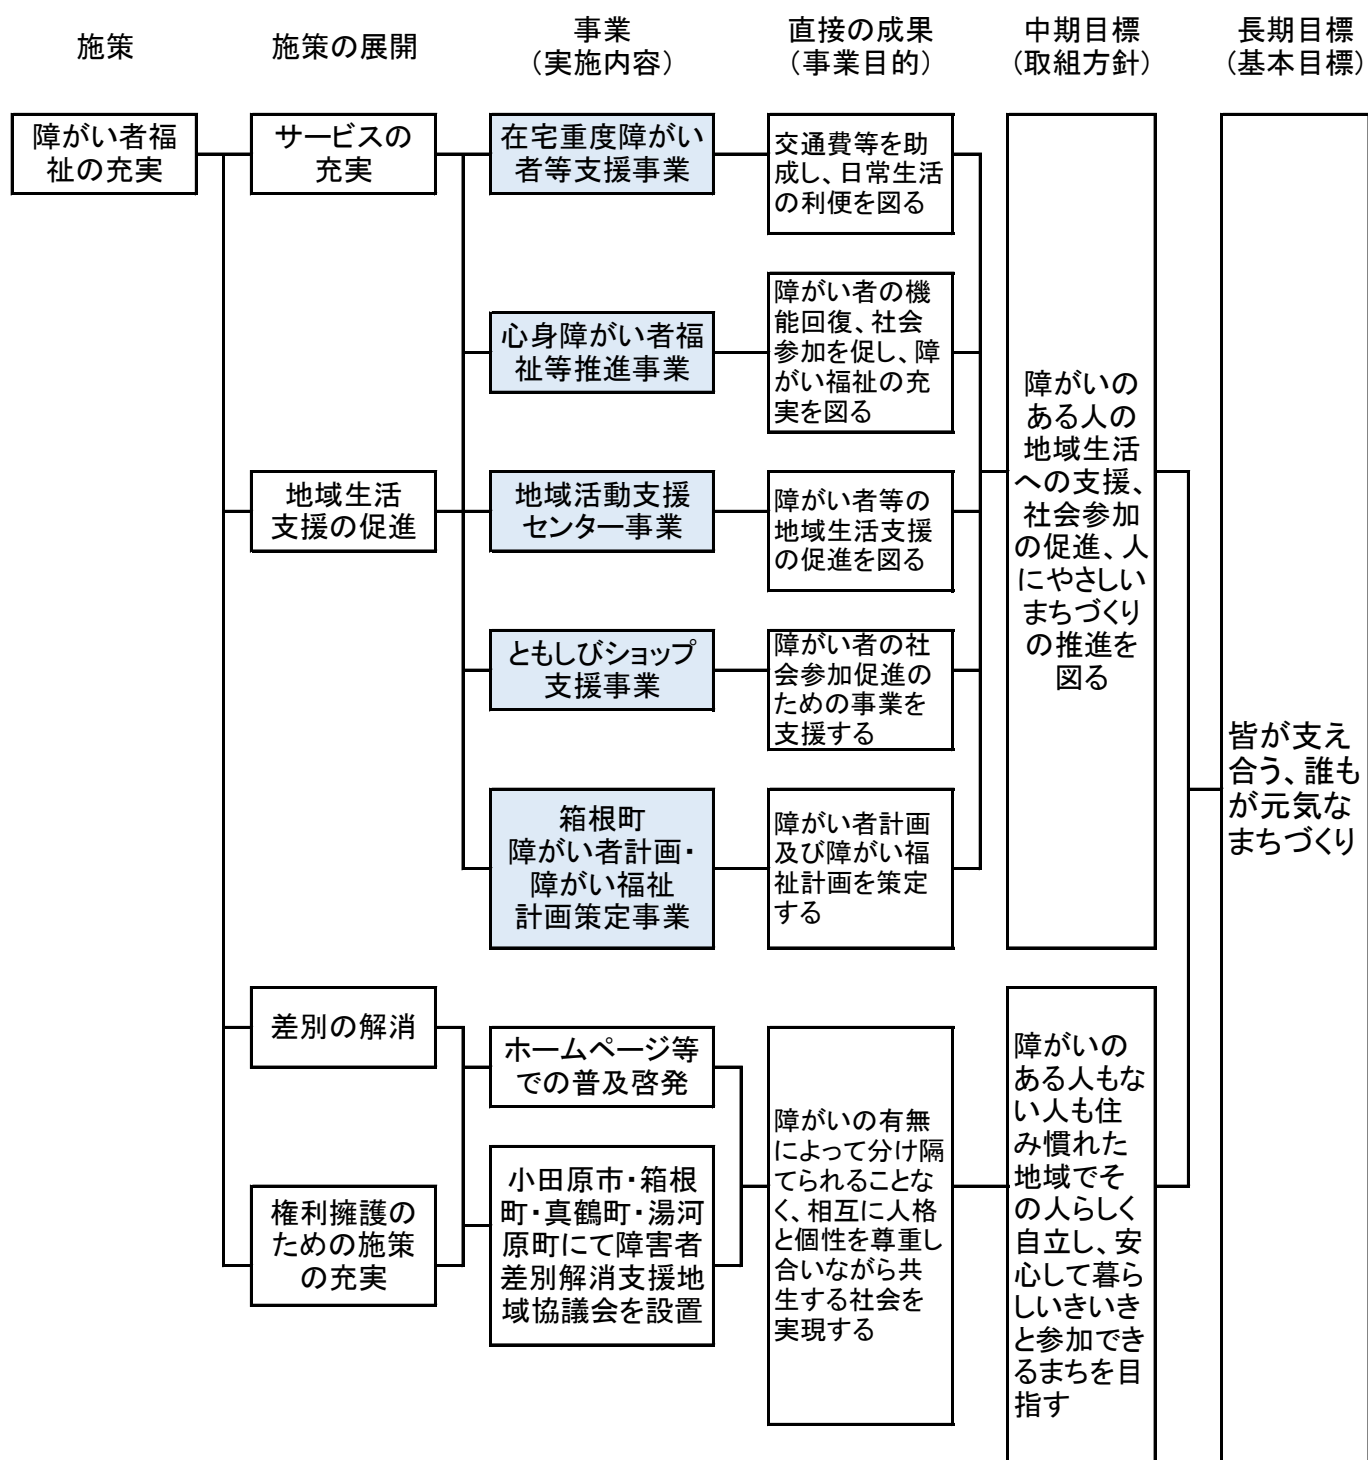 施策
施策の展開
事業
（実施内容）
直接の成果
（事業目的）
中期目標
（取組方針）
長期目標
（基本目標）
障がい者福
祉の充実
サービスの
充実
在宅重度障がい
者等支援事業
交通費等を助
成し、日常生活
の利便を図る
心身障がい者福
祉等推進事業
障がい者の機
能回復、社会
参加を促し、障
がい福祉の充
実を図る
地域生活
支援の促進
地域活動支援
センター事業
障がい者等の
地域生活支援
の促進を図る
ともしびショップ
支援事業
障がい者の社
会参加促進の
ための事業を
支援する
箱根町
障がい者計画・
障がい福祉
計画策定事業
障がい者計画
及び障がい福
祉計画を策定
する
障がいの
ある人の
地域生活
への支援、
社会参加
の促進、人
にやさしい
まちづくり
の推進を
図る
皆が支え
合う、誰も
が元気な
まちづくり
差別の解消
ホームページ等
での普及啓発
権利擁護の
ための施策
の充実
小田原市・箱根
町・真鶴町・湯河
原町にて障害者
差別解消支援地
域協議会を設置
障がいの有無
によって分け隔
てられることな
く、相互に人格
と個性を尊重し
合いながら共
生する社会を
実現する
障がいの
ある人もな
い人も住
み慣れた
地域でそ
の人らしく
自立し、安
心して暮ら
しいきいき
と参加でき
るまちを目
指す